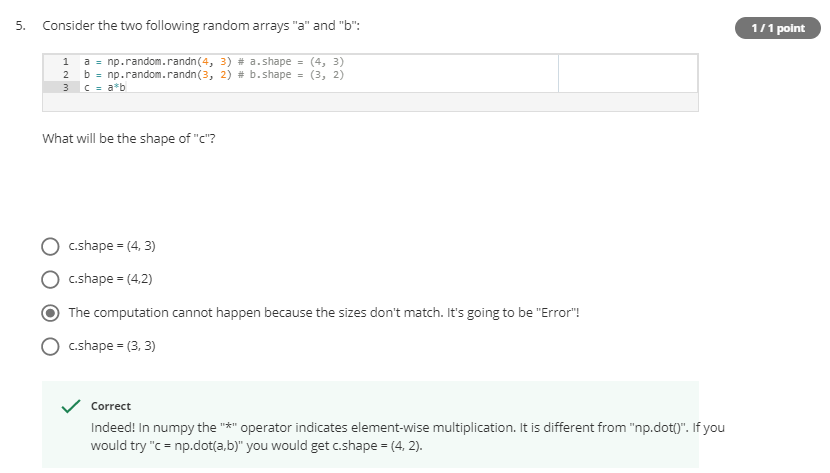 5. Consider the two following random arrays "a" and "b":
1 / 1 point
1 a = np.random.randn(4, 3) # a.shape = (4, 3)
2 b = np.random.randn(3, 2) # b.shape = (3, 2)
3 c = a*b
What will be the shape of "c"?
c.shape = (4, 3)
c.shape = (4,2)
The computation cannot happen because the sizes don't match. It's going to be "Error"!
c.shape = (3, 3)
Correct
Indeed! In numpy the "*" operator indicates element-wise multiplication. It is different from "np.dot()". If you
would try "c = np.dot(a,b)" you would get c.shape = (4, 2).